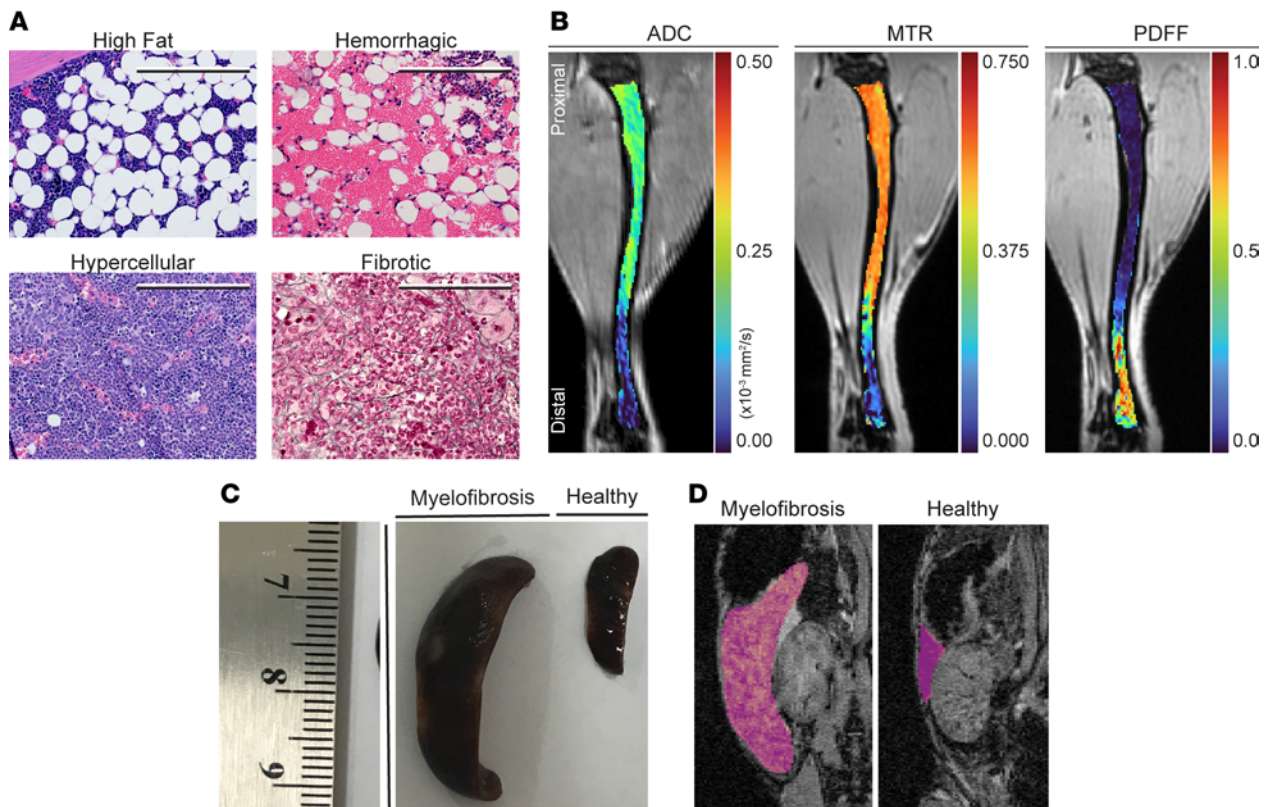 A
High Fat
Hemorrhagic
Hypercellular
Fibrotic
B
ADC
MTR
PDFF
Proximal
Distal
0.50
0.25
0.00
(x10⁻³ mm²/s)
0.750
0.375
0.000
1.0
0.5
0.0
C
Myelofibrosis
Healthy
7
8
9
D
Myelofibrosis
Healthy